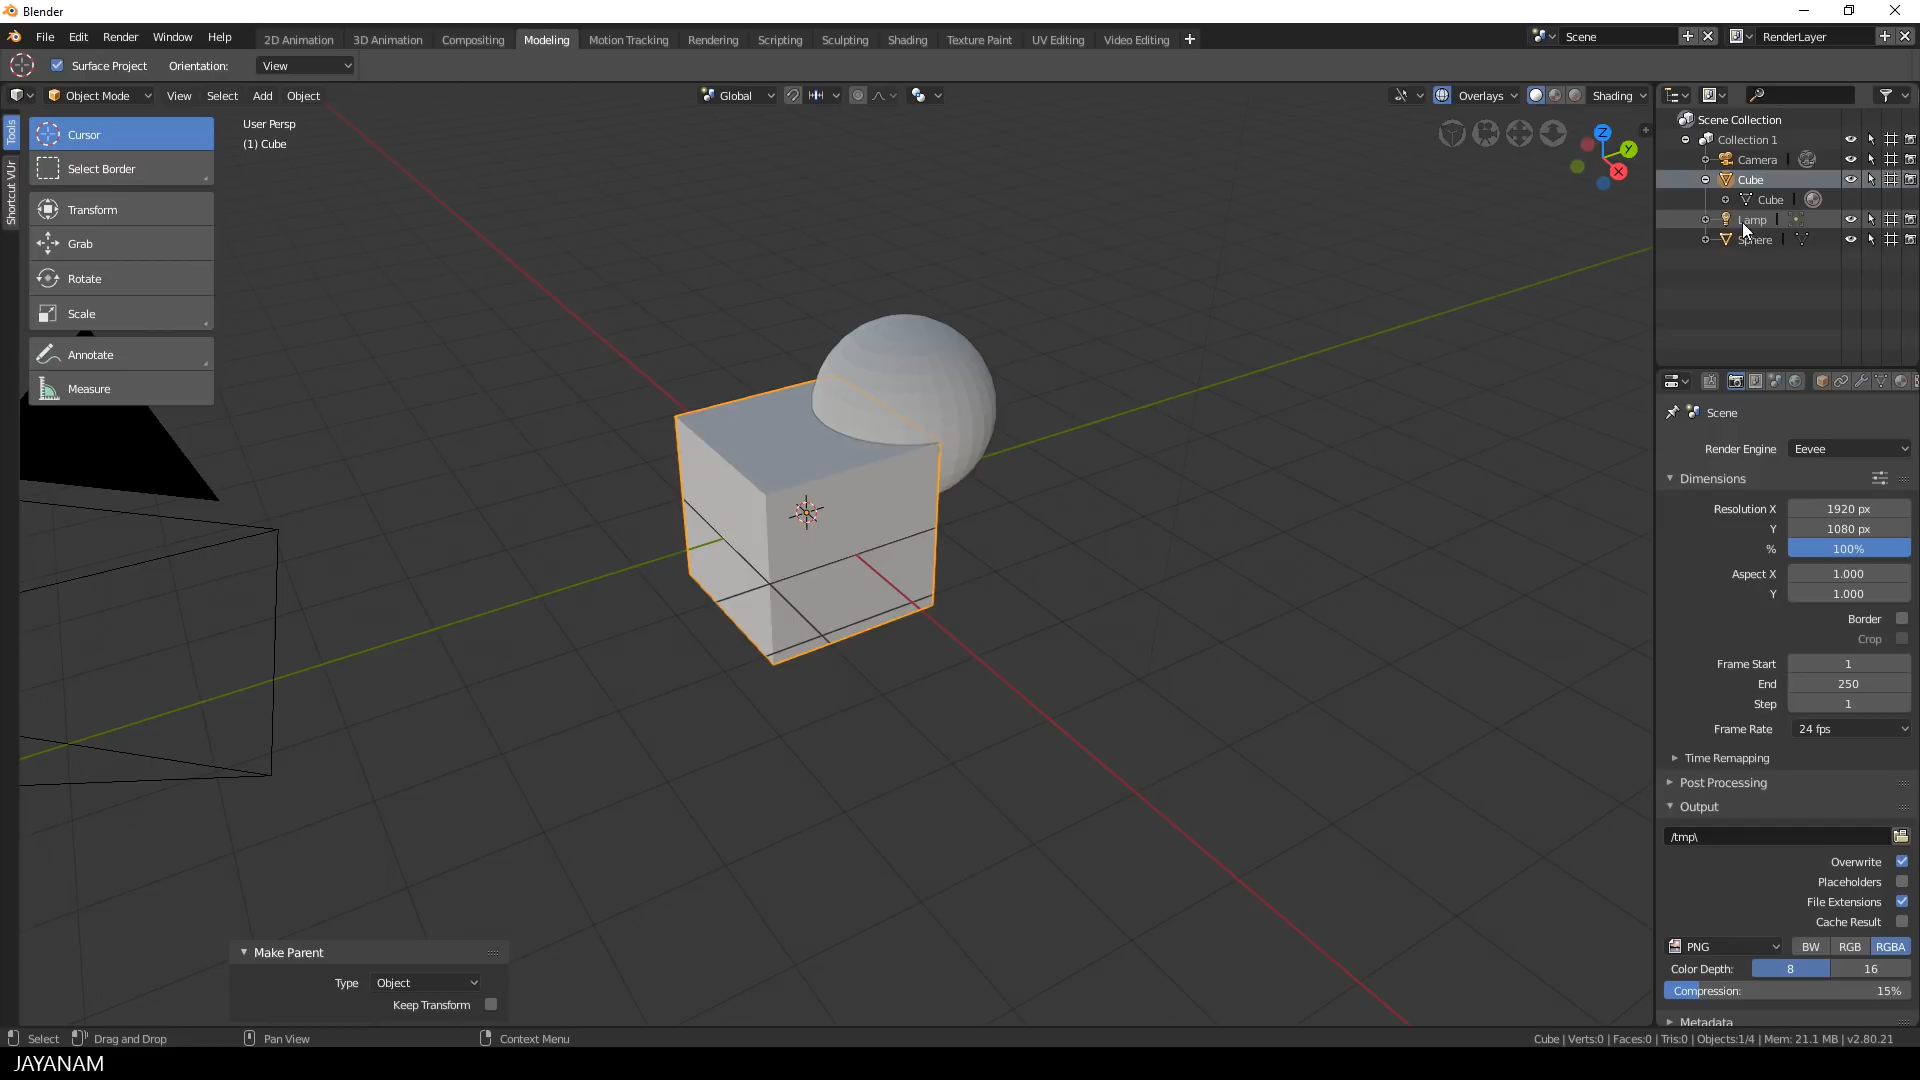 Blender
File Edit Render Window Help
2D Animation 3D Animation Compositing Modeling Motion Tracking Rendering Scripting Sculpting Shading Texture Paint UV Editing Video Editing
Scene
RenderLayer
Surface Project Orientation: View
Object Mode View Select Add Object
Global
Overlays Shading
Tools
Shortcut VUr
Cursor
Select Border
Transform
Grab
Rotate
Scale
Annotate
Measure
User Persp
(1) Cube
Z
Y
X
Scene Collection
Collection 1
Camera
Cube
Cube
Lamp
Sphere
Scene
Render Engine Eevee
Dimensions
Resolution X 1920 px
Y 1080 px
% 100%
Aspect X 1.000
Y 1.000
Border
Crop
Frame Start 1
End 250
Step 1
Frame Rate 24 fps
Time Remapping
Post Processing
Output
/tmp\
Overwrite
Placeholders
File Extensions
Cache Result
PNG BW RGB RGBA
Color Depth: 8 16
Compression: 15%
Metadata
Make Parent
Type Object
Keep Transform
Select Drag and Drop Pan View Context Menu
Cube | Verts:0 | Faces:0 | Tris:0 | Objects:1/4 | Mem: 21.1 MB | v2.80.21
JAYANAM